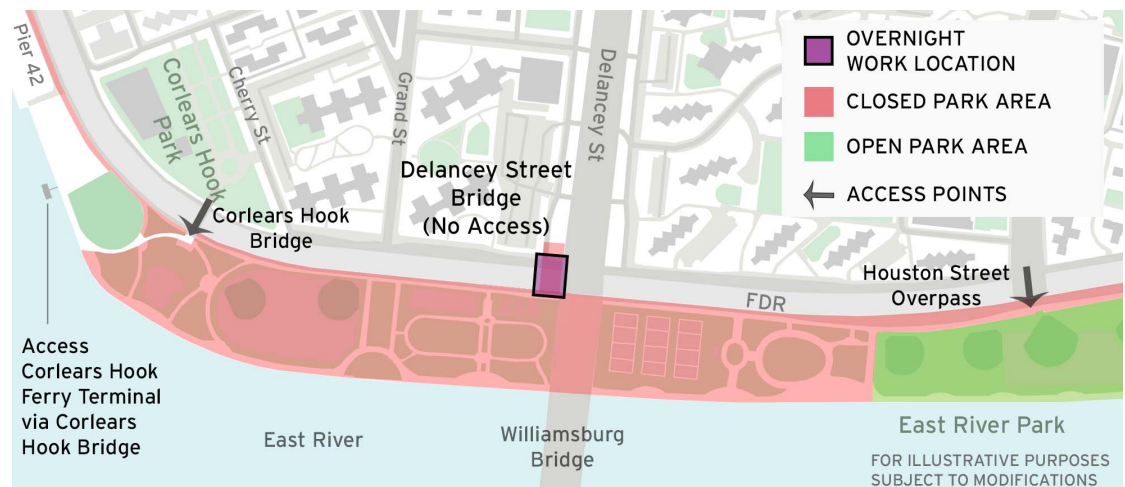 Pier 42
Corlears Hook
Park
Cherry St
Grand St
Delancey St
OVERNIGHT
WORK LOCATION
CLOSED PARK AREA
OPEN PARK AREA
ACCESS POINTS
Delancey Street
Bridge
(No Access)
Corlears Hook
Bridge
Houston Street
Overpass
FDR
Access
Corlears Hook
Ferry Terminal
via Corlears
Hook Bridge
East River
Williamsburg
Bridge
East River Park
FOR ILLUSTRATIVE PURPOSES
SUBJECT TO MODIFICATIONS